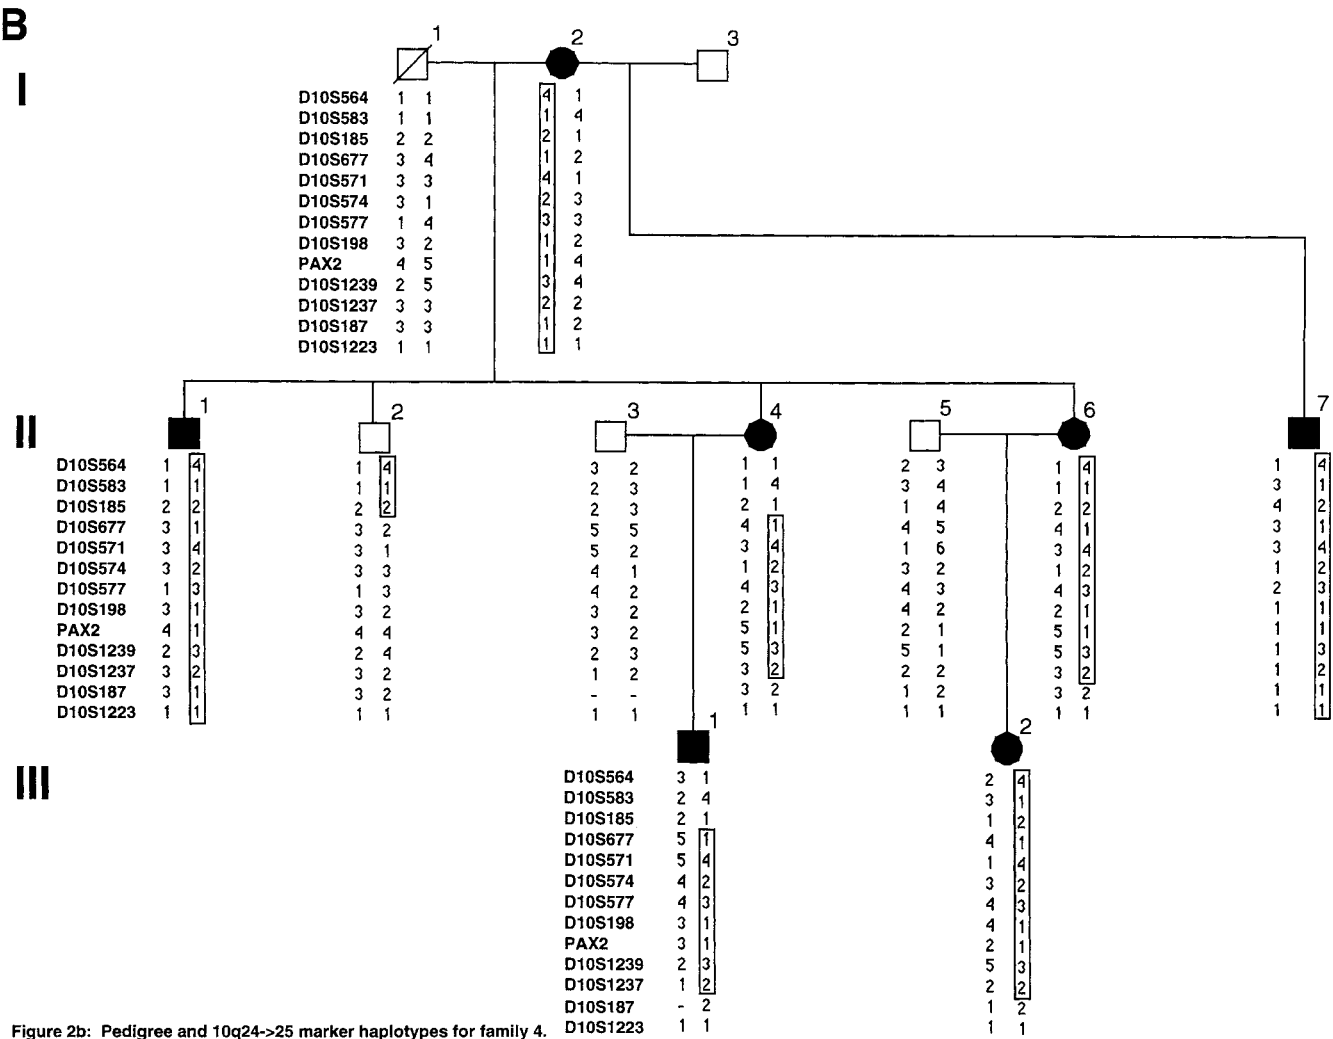 B
I
1 2 3
D10S564 1 1 4 1
D10S583 1 1 1 4
D10S185 2 2 2 1
D10S677 3 4 1 2
D10S571 3 3 4 1
D10S574 3 1 2 3
D10S577 1 4 3 3
D10S198 3 2 1 2
PAX2 4 5 1 4
D10S1239 2 5 3 4
D10S1237 3 3 2 2
D10S187 3 3 1 2
D10S1223 1 1 1 1
II
1 2 3 4 5 6 7
D10S564 1 4 1 4 3 2 1 1 2 3 1 4 1 4
D10S583 1 1 1 1 2 3 1 4 3 4 1 1 3 1
D10S185 2 2 2 2 2 3 2 1 1 4 2 2 4 2
D10S677 3 1 3 2 5 5 4 1 4 5 4 1 3 1
D10S571 3 4 3 1 5 2 3 4 1 6 3 4 3 4
D10S574 3 2 3 3 4 1 1 2 3 2 1 2 1 2
D10S577 1 3 1 3 4 2 4 3 4 3 4 3 2 3
D10S198 3 1 3 2 3 2 2 1 4 2 2 1 1 1
PAX2 4 1 4 4 3 2 5 1 2 1 5 1 1 1
D10S1239 2 3 2 4 2 3 5 3 5 1 5 3 1 3
D10S1237 3 2 3 2 1 2 3 2 2 2 3 2 1 2
D10S187 3 1 3 2 - - 3 2 1 2 3 2 1 1
D10S1223 1 1 1 1 1 1 1 1 1 1 1 1 1 1
III
1 2
D10S564 3 1 2 4
D10S583 2 4 3 1
D10S185 2 1 1 2
D10S677 5 1 4 1
D10S571 5 4 1 4
D10S574 4 2 3 2
D10S577 4 3 4 3
D10S198 3 1 4 1
PAX2 3 1 2 1
D10S1239 2 3 5 3
D10S1237 1 2 2 2
D10S187 - 2 1 2
D10S1223 1 1 1 1
Figure 2b: Pedigree and 10q24->25 marker haplotypes for family 4.